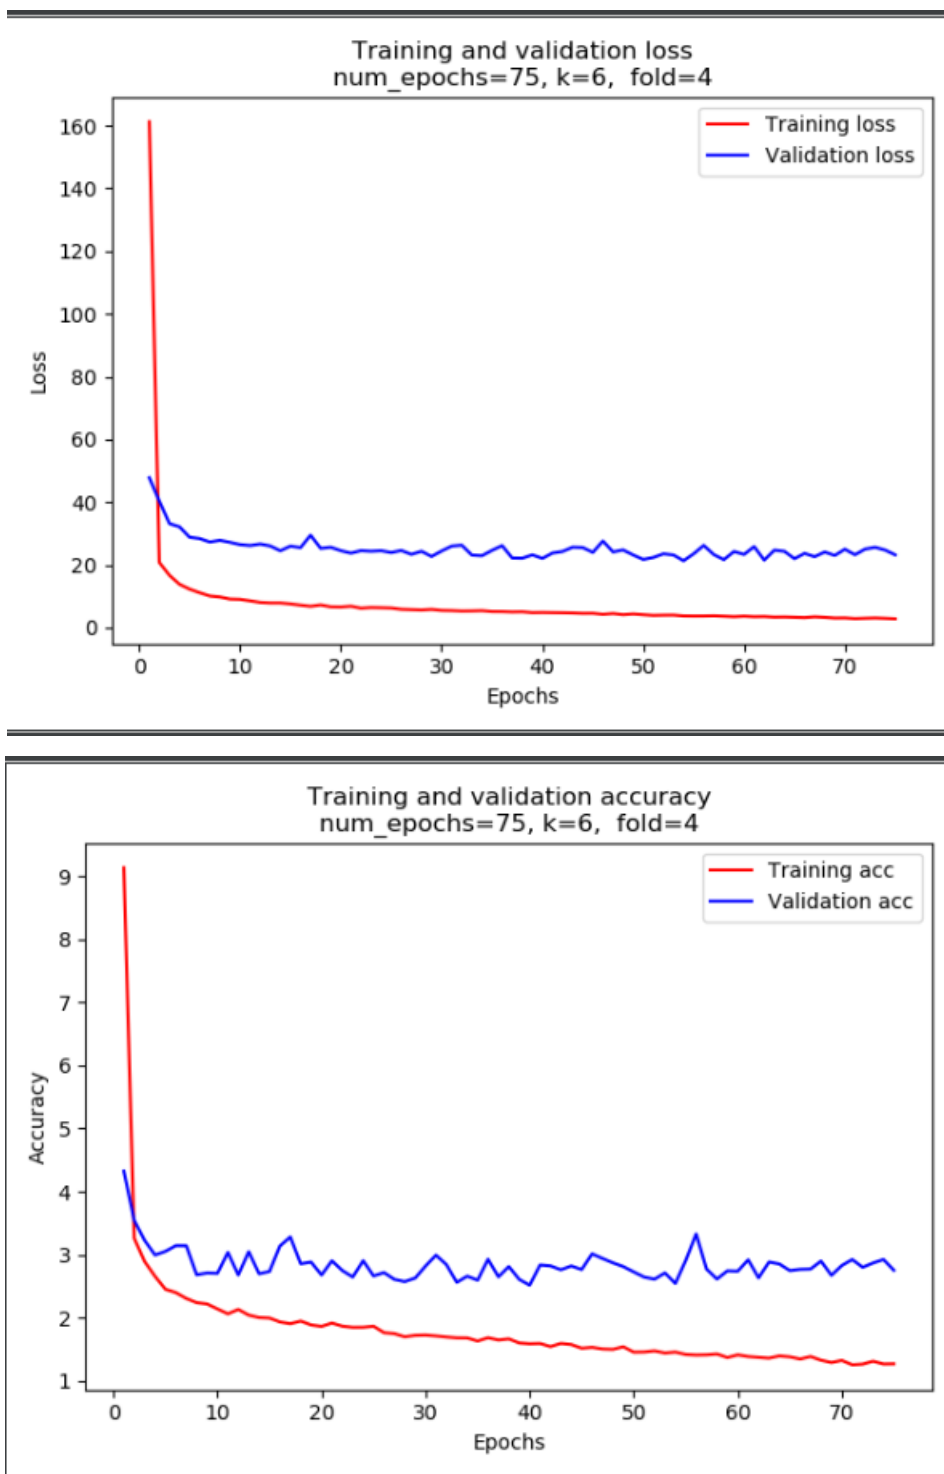 Training and validation loss
num_epochs=75, k=6,  fold=4
Training loss
Validation loss
160
140
120
100
80
60
40
20
0
Loss
0 10 20 30 40 50 60 70
Epochs
Training and validation accuracy
num_epochs=75, k=6,  fold=4
Training acc
Validation acc
9
8
7
6
5
4
3
2
1
Accuracy
0 10 20 30 40 50 60 70
Epochs